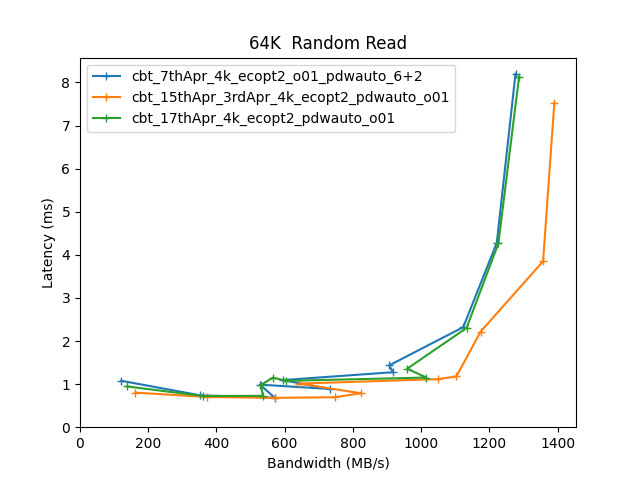 64K  Random Read
cbt_7thApr_4k_ecopt2_o01_pdwauto_6+2
cbt_15thApr_3rdApr_4k_ecopt2_pdwauto_o01
cbt_17thApr_4k_ecopt2_pdwauto_o01
Latency (ms)
8
7
6
5
4
3
2
1
0
0 200 400 600 800 1000 1200 1400
Bandwidth (MB/s)